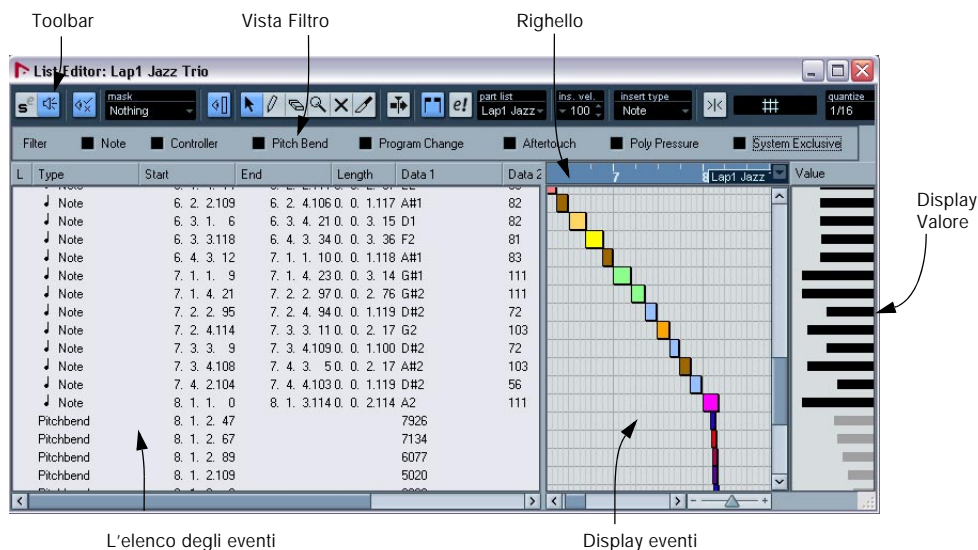 Toolbar Vista Filtro Righello
List Editor: Lap1 Jazz Trio
mask part list ins. vel. insert type quantize
Nothing Lap1 Jazz 100 Note 1/16
Filter Note Controller Pitch Bend Program Change Aftertouch Poly Pressure System Exclusive
L Type Start End Length Data 1 Data 2 7 8 Lap1 Jazz Value
Note 6. 2. 2.109 6. 2. 4.106 0. 0. 1.117 A#1 82
Note 6. 3. 1. 6 6. 3. 4. 21 0. 0. 3. 15 D1 82
Note 6. 3. 3.118 6. 4. 3. 34 0. 0. 3. 36 F2 81
Note 6. 4. 3. 12 7. 1. 1. 10 0. 0. 1.118 A#1 83
Note 7. 1. 1. 9 7. 1. 4. 23 0. 0. 3. 14 G#1 111
Note 7. 1. 4. 21 7. 2. 2. 97 0. 0. 2. 76 G#2 111
Note 7. 2. 2. 95 7. 2. 4. 94 0. 0. 1.119 D#2 72
Note 7. 2. 4.114 7. 3. 3. 11 0. 0. 2. 17 G2 103
Note 7. 3. 3. 9 7. 3. 4.109 0. 0. 1.100 D#2 72
Note 7. 3. 4.108 7. 4. 3. 5 0. 0. 2. 17 A#2 103
Note 7. 4. 2.104 7. 4. 4.103 0. 0. 1.119 D#2 56
Note 8. 1. 1. 0 8. 1. 3.114 0. 0. 2.114 A2 111
Pitchbend 8. 1. 2. 47 7926
Pitchbend 8. 1. 2. 67 7134
Pitchbend 8. 1. 2. 89 6077
Pitchbend 8. 1. 2.109 5020
Display
Valore
L'elenco degli eventi Display eventi